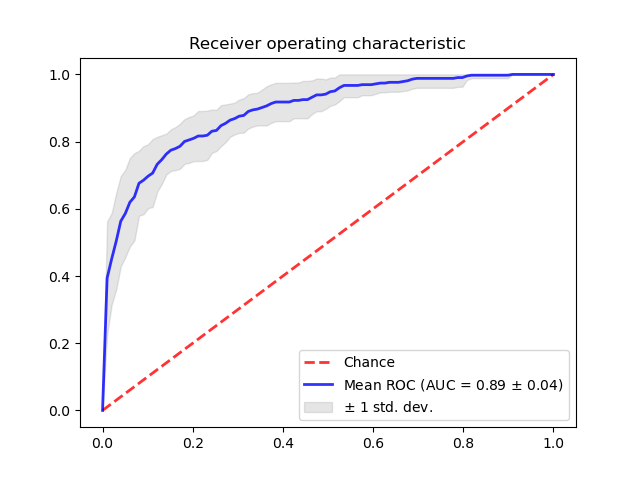 Receiver operating characteristic
1.0
0.8
0.6
0.4
0.2
0.0
Chance
Mean ROC (AUC = 0.89 ± 0.04)
± 1 std. dev.
0.0 0.2 0.4 0.6 0.8 1.0